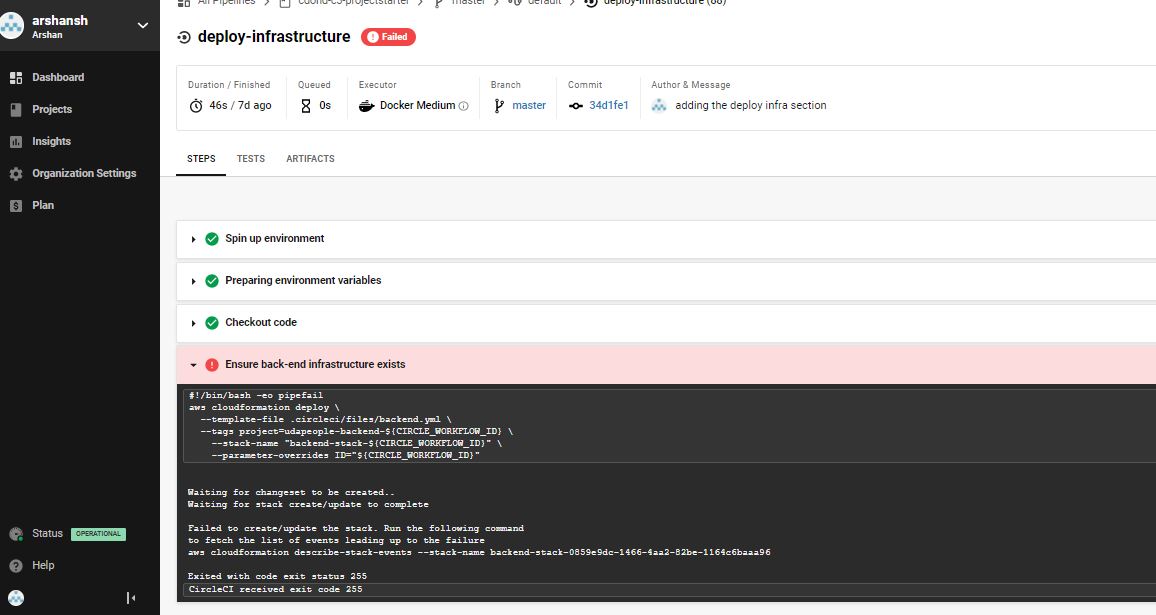 arshansh
Arshan
Dashboard
Projects
Insights
Organization Settings
Plan
Status OPERATIONAL
Help
All Pipelines > cdond-c3-projectstarter > master > default > deploy-infrastructure (88)
deploy-infrastructure Failed
Duration / Finished Queued Executor Branch Commit Author & Message
46s / 7d ago 0s Docker Medium master 34d1fe1 adding the deploy infra section
STEPS TESTS ARTIFACTS
Spin up environment
Preparing environment variables
Checkout code
Ensure back-end infrastructure exists
#!/bin/bash -eo pipefail
aws cloudformation deploy \
--template-file .circleci/files/backend.yml \
--tags project=udapeople-backend-${CIRCLE_WORKFLOW_ID} \
--stack-name "backend-stack-${CIRCLE_WORKFLOW_ID}" \
--parameter-overrides ID="${CIRCLE_WORKFLOW_ID}"
Waiting for changeset to be created..
Waiting for stack create/update to complete
Failed to create/update the stack. Run the following command
to fetch the list of events leading up to the failure
aws cloudformation describe-stack-events --stack-name backend-stack-0859e9dc-1466-4aa2-82be-1164c6baaa96
Exited with code exit status 255
CircleCI received exit code 255